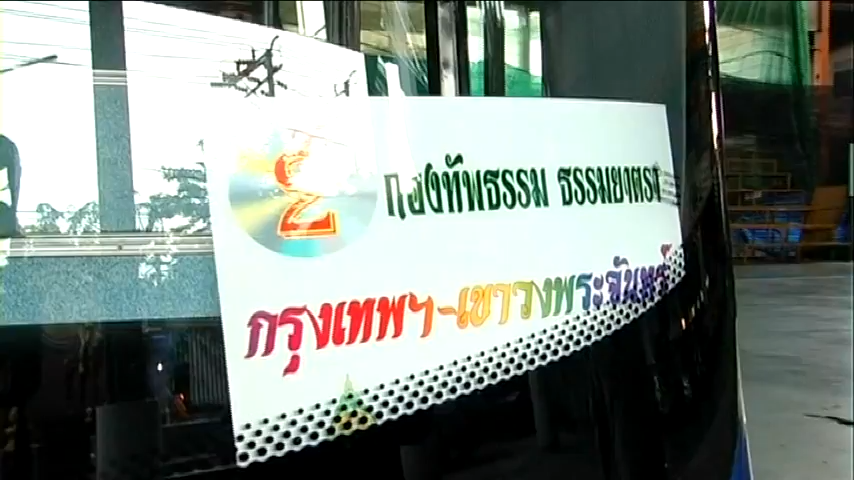 กองทัพธรรม ธรรมยาตรา
กรุงเทพฯ-เขาวงพระจันทร์